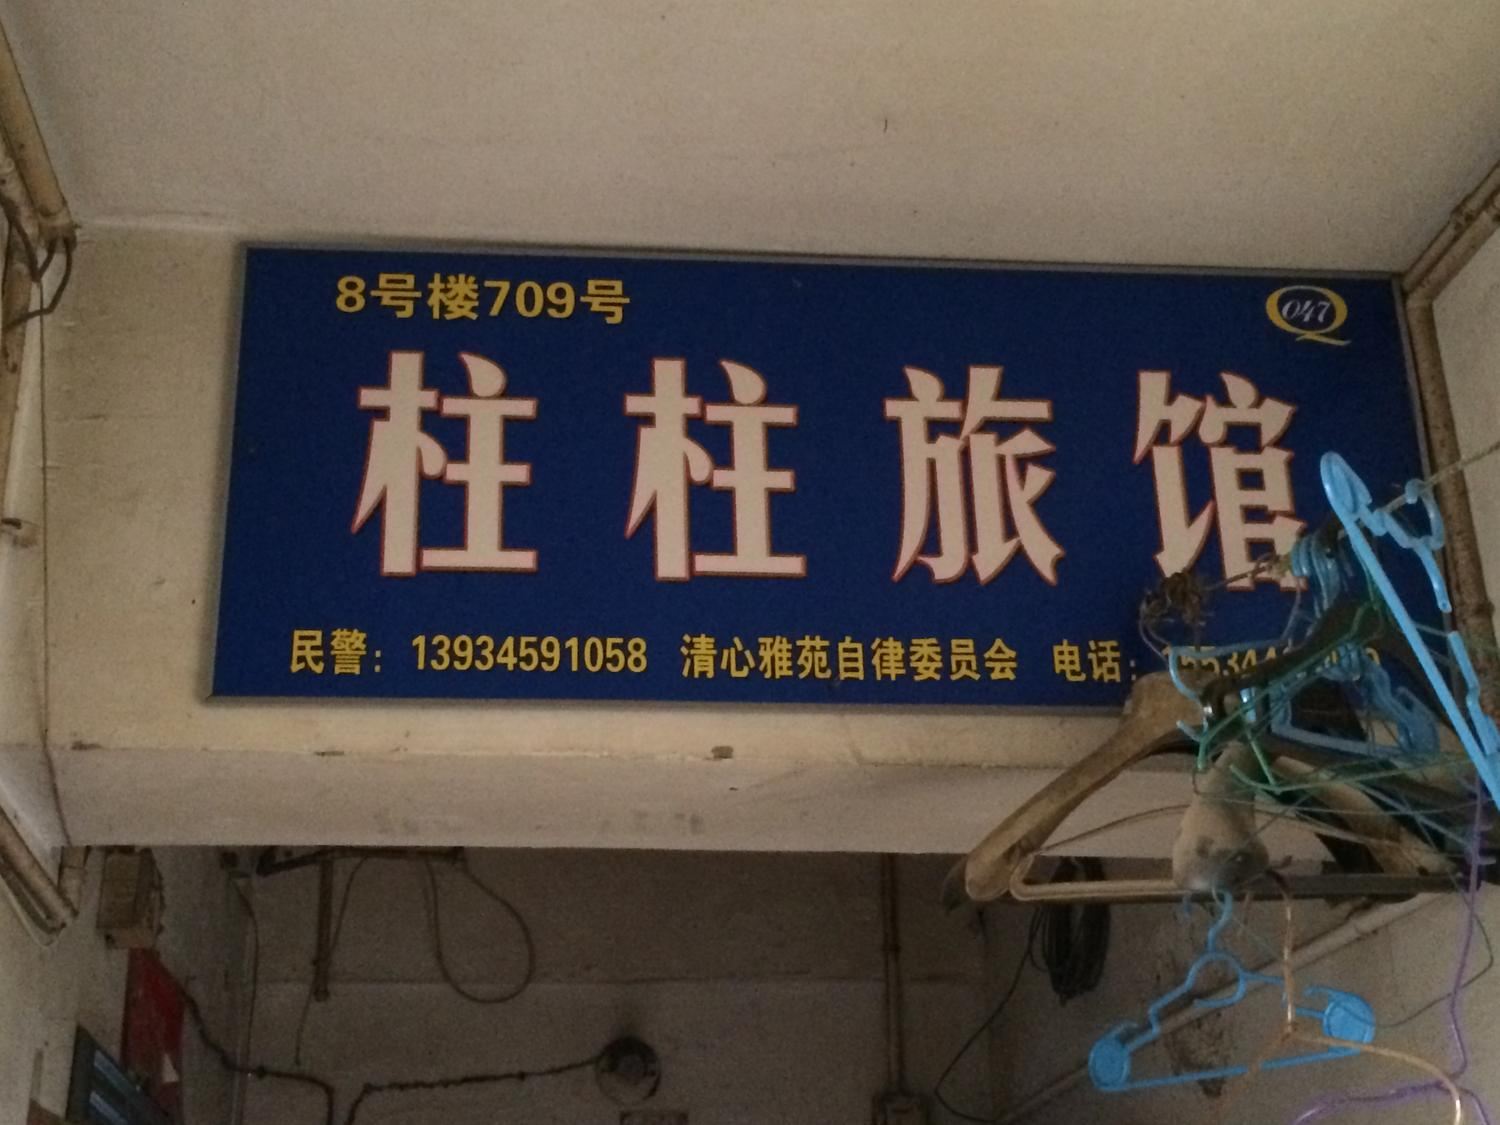 8号楼709号
Q047
柱柱旅馆
民警：13934591058 清心雅苑自律委员会 电话：